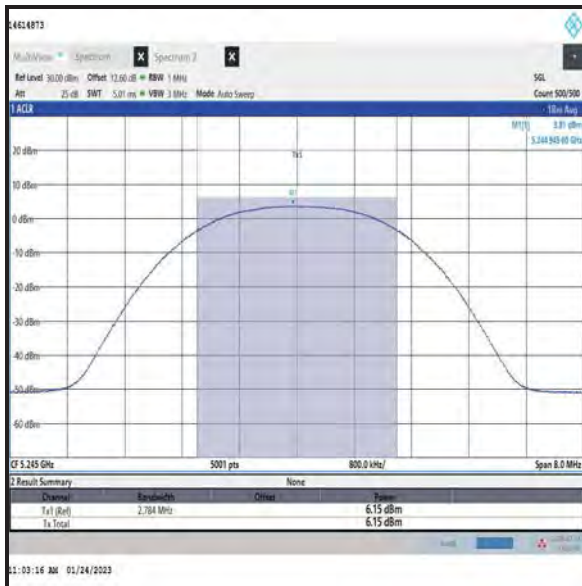 14614873
MultiView Spectrum X Spectrum 2 X
Ref Level 30.00 dBm Offset 12.60 dB RBW 1 MHz SGL
Att 25 dB SWT 5.01 ms VBW 3 MHz Mode Auto Sweep Count 500/500
1 ACLR
M1[1] 3.81 dBm
Tx1
20 dBm
10 dBm
M1
0 dBm
-10 dBm
-20 dBm
-30 dBm
-40 dBm
-50 dBm
-60 dBm
CF 5.245 GHz 5001 pts 800.0 kHz/ Span 8.0 MHz
2 Result Summary None
Channel Bandwidth Offset Power
Tx1 (Ref) 2.784 MHz 6.15 dBm
Tx Total 6.15 dBm
11:03:16 AM 01/24/2023